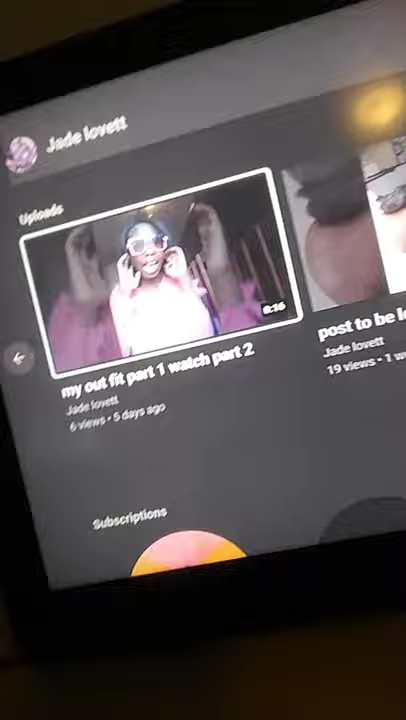 Jade lovett
Uploads
0:16
my out fit part 1 watch part 2
Jade lovett
6 views • 5 days ago
post to be
Jade lovett
19 views • 1 w
Subscriptions